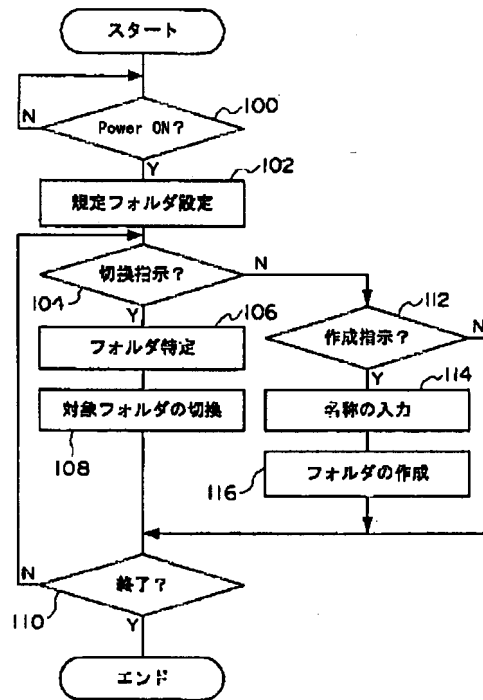 スタート
N
100
Power ON?
Y
102
規定フォルダ設定
切換指示?
N
104
Y
106
フォルダ特定
対象フォルダの切換
108
112
作成指示?
N
Y
114
名称の入力
116
フォルダの作成
N
終了?
110
Y
エンド